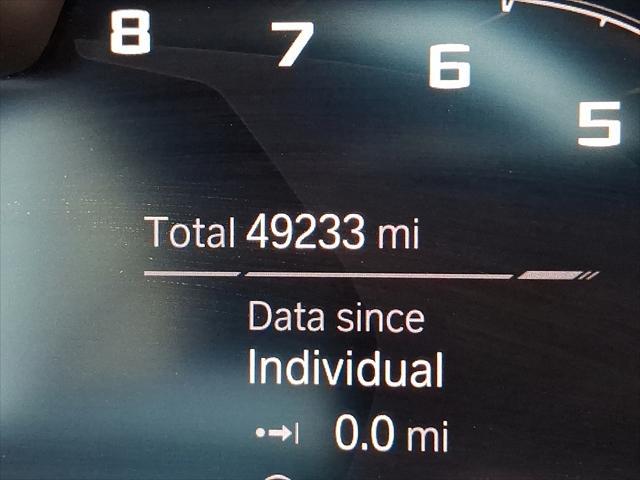 8 7 6 5
Total 49233 mi
Data since
Individual
0.0 mi